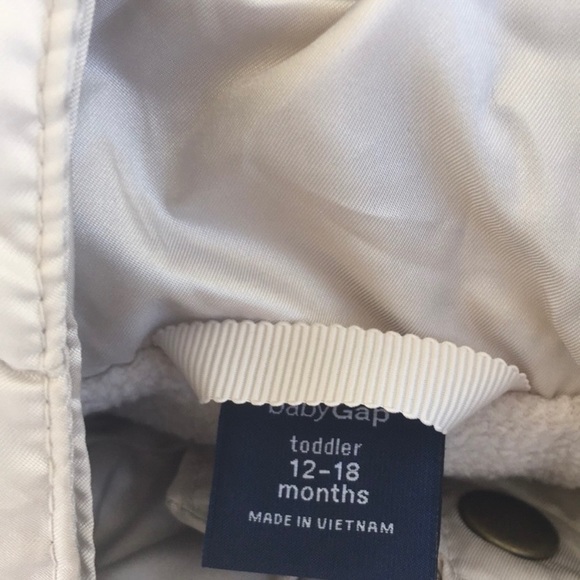 babyGap
toddler
12-18
months
MADE IN VIETNAM